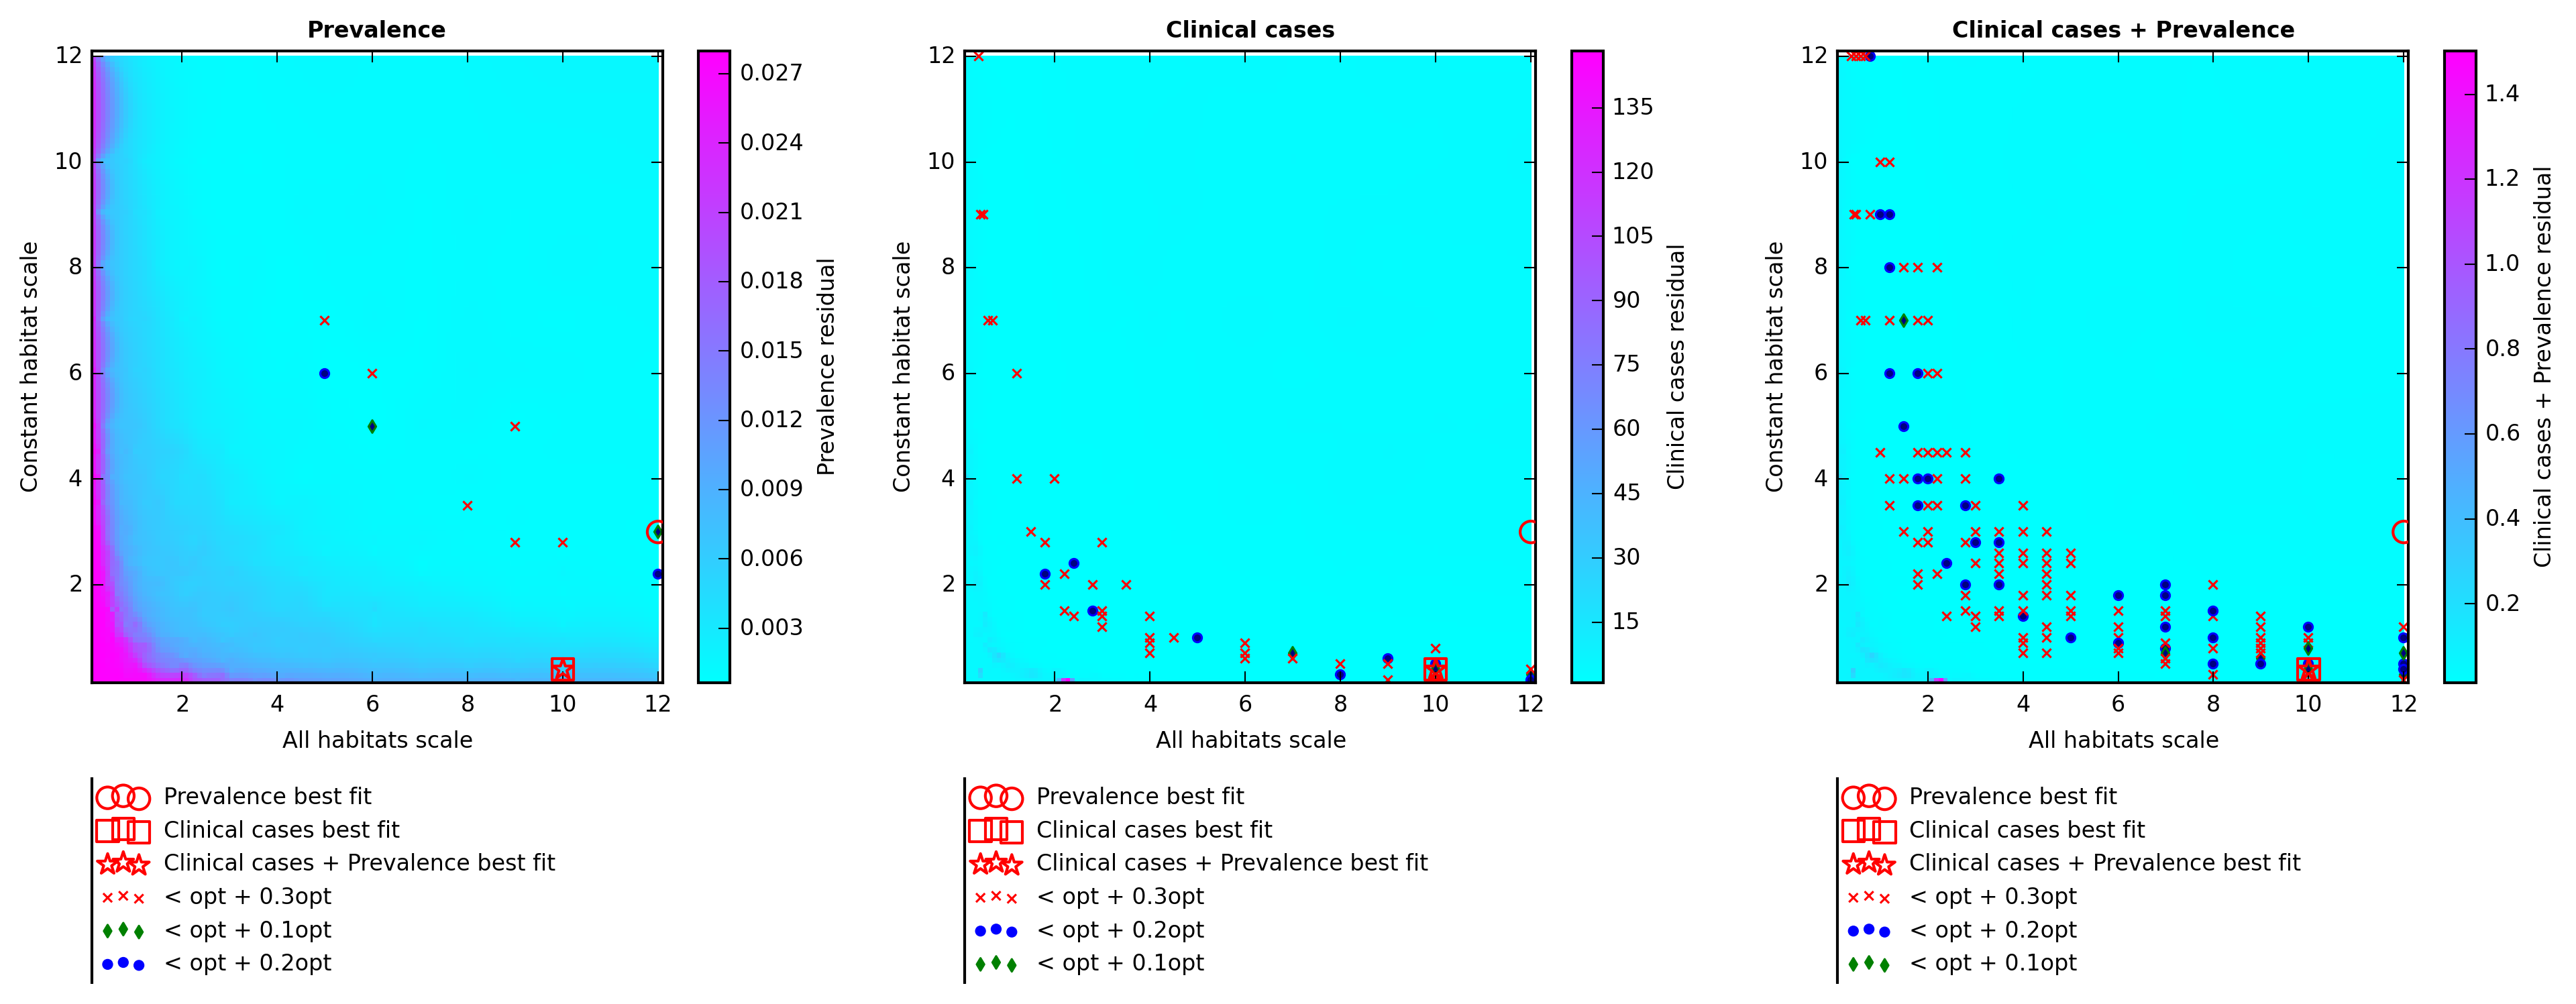 Prevalence
Constant habitat scale
12
10
8
6
4
2
2 4 6 8 10 12
All habitats scale
0.027
0.024
0.021
0.018
0.015
0.012
0.009
0.006
0.003
Prevalence residual
Prevalence best fit
Clinical cases best fit
Clinical cases + Prevalence best fit
< opt + 0.3opt
< opt + 0.1opt
< opt + 0.2opt
Clinical cases
Constant habitat scale
12
10
8
6
4
2
2 4 6 8 10 12
All habitats scale
135
120
105
90
75
60
45
30
15
Clinical cases residual
Prevalence best fit
Clinical cases best fit
Clinical cases + Prevalence best fit
< opt + 0.3opt
< opt + 0.2opt
< opt + 0.1opt
Clinical cases + Prevalence
Constant habitat scale
12
10
8
6
4
2
2 4 6 8 10 12
All habitats scale
1.4
1.2
1.0
0.8
0.6
0.4
0.2
Clinical cases + Prevalence residual
Prevalence best fit
Clinical cases best fit
Clinical cases + Prevalence best fit
< opt + 0.3opt
< opt + 0.2opt
< opt + 0.1opt